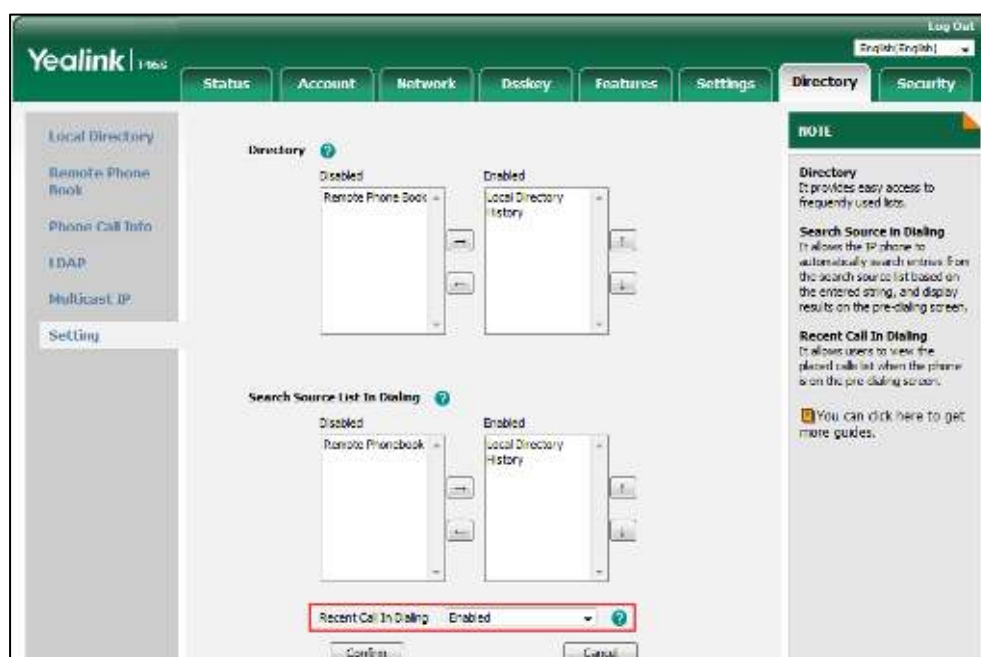 Log Out
English(English)
Yealink T46G
Status Account Network Dsskey Features Settings Directory Security
Local Directory
Remote Phone Book
Phone Call Info
LDAP
Multicast IP
Setting
Directory ?
Disabled Enabled
Remote Phone Book Local Directory
History
→ ↑
← ↓
Search Source List In Dialing ?
Disabled Enabled
Remote Phonebook Local Directory
History
→ ↑
← ↓
Recent Call In Dialing Enabled ?
Confirm Cancel
NOTE
Directory
It provides easy access to
frequently used lists.
Search Source in Dialing
It allows the IP phone to
automatically search entries from
the search source list based on
the entered string, and display
results on the pre-dialing screen.
Recent Call In Dialing
It allows users to view the
placed calls list when the phone
is on the pre-dialing screen.
You can click here to get
more guides.